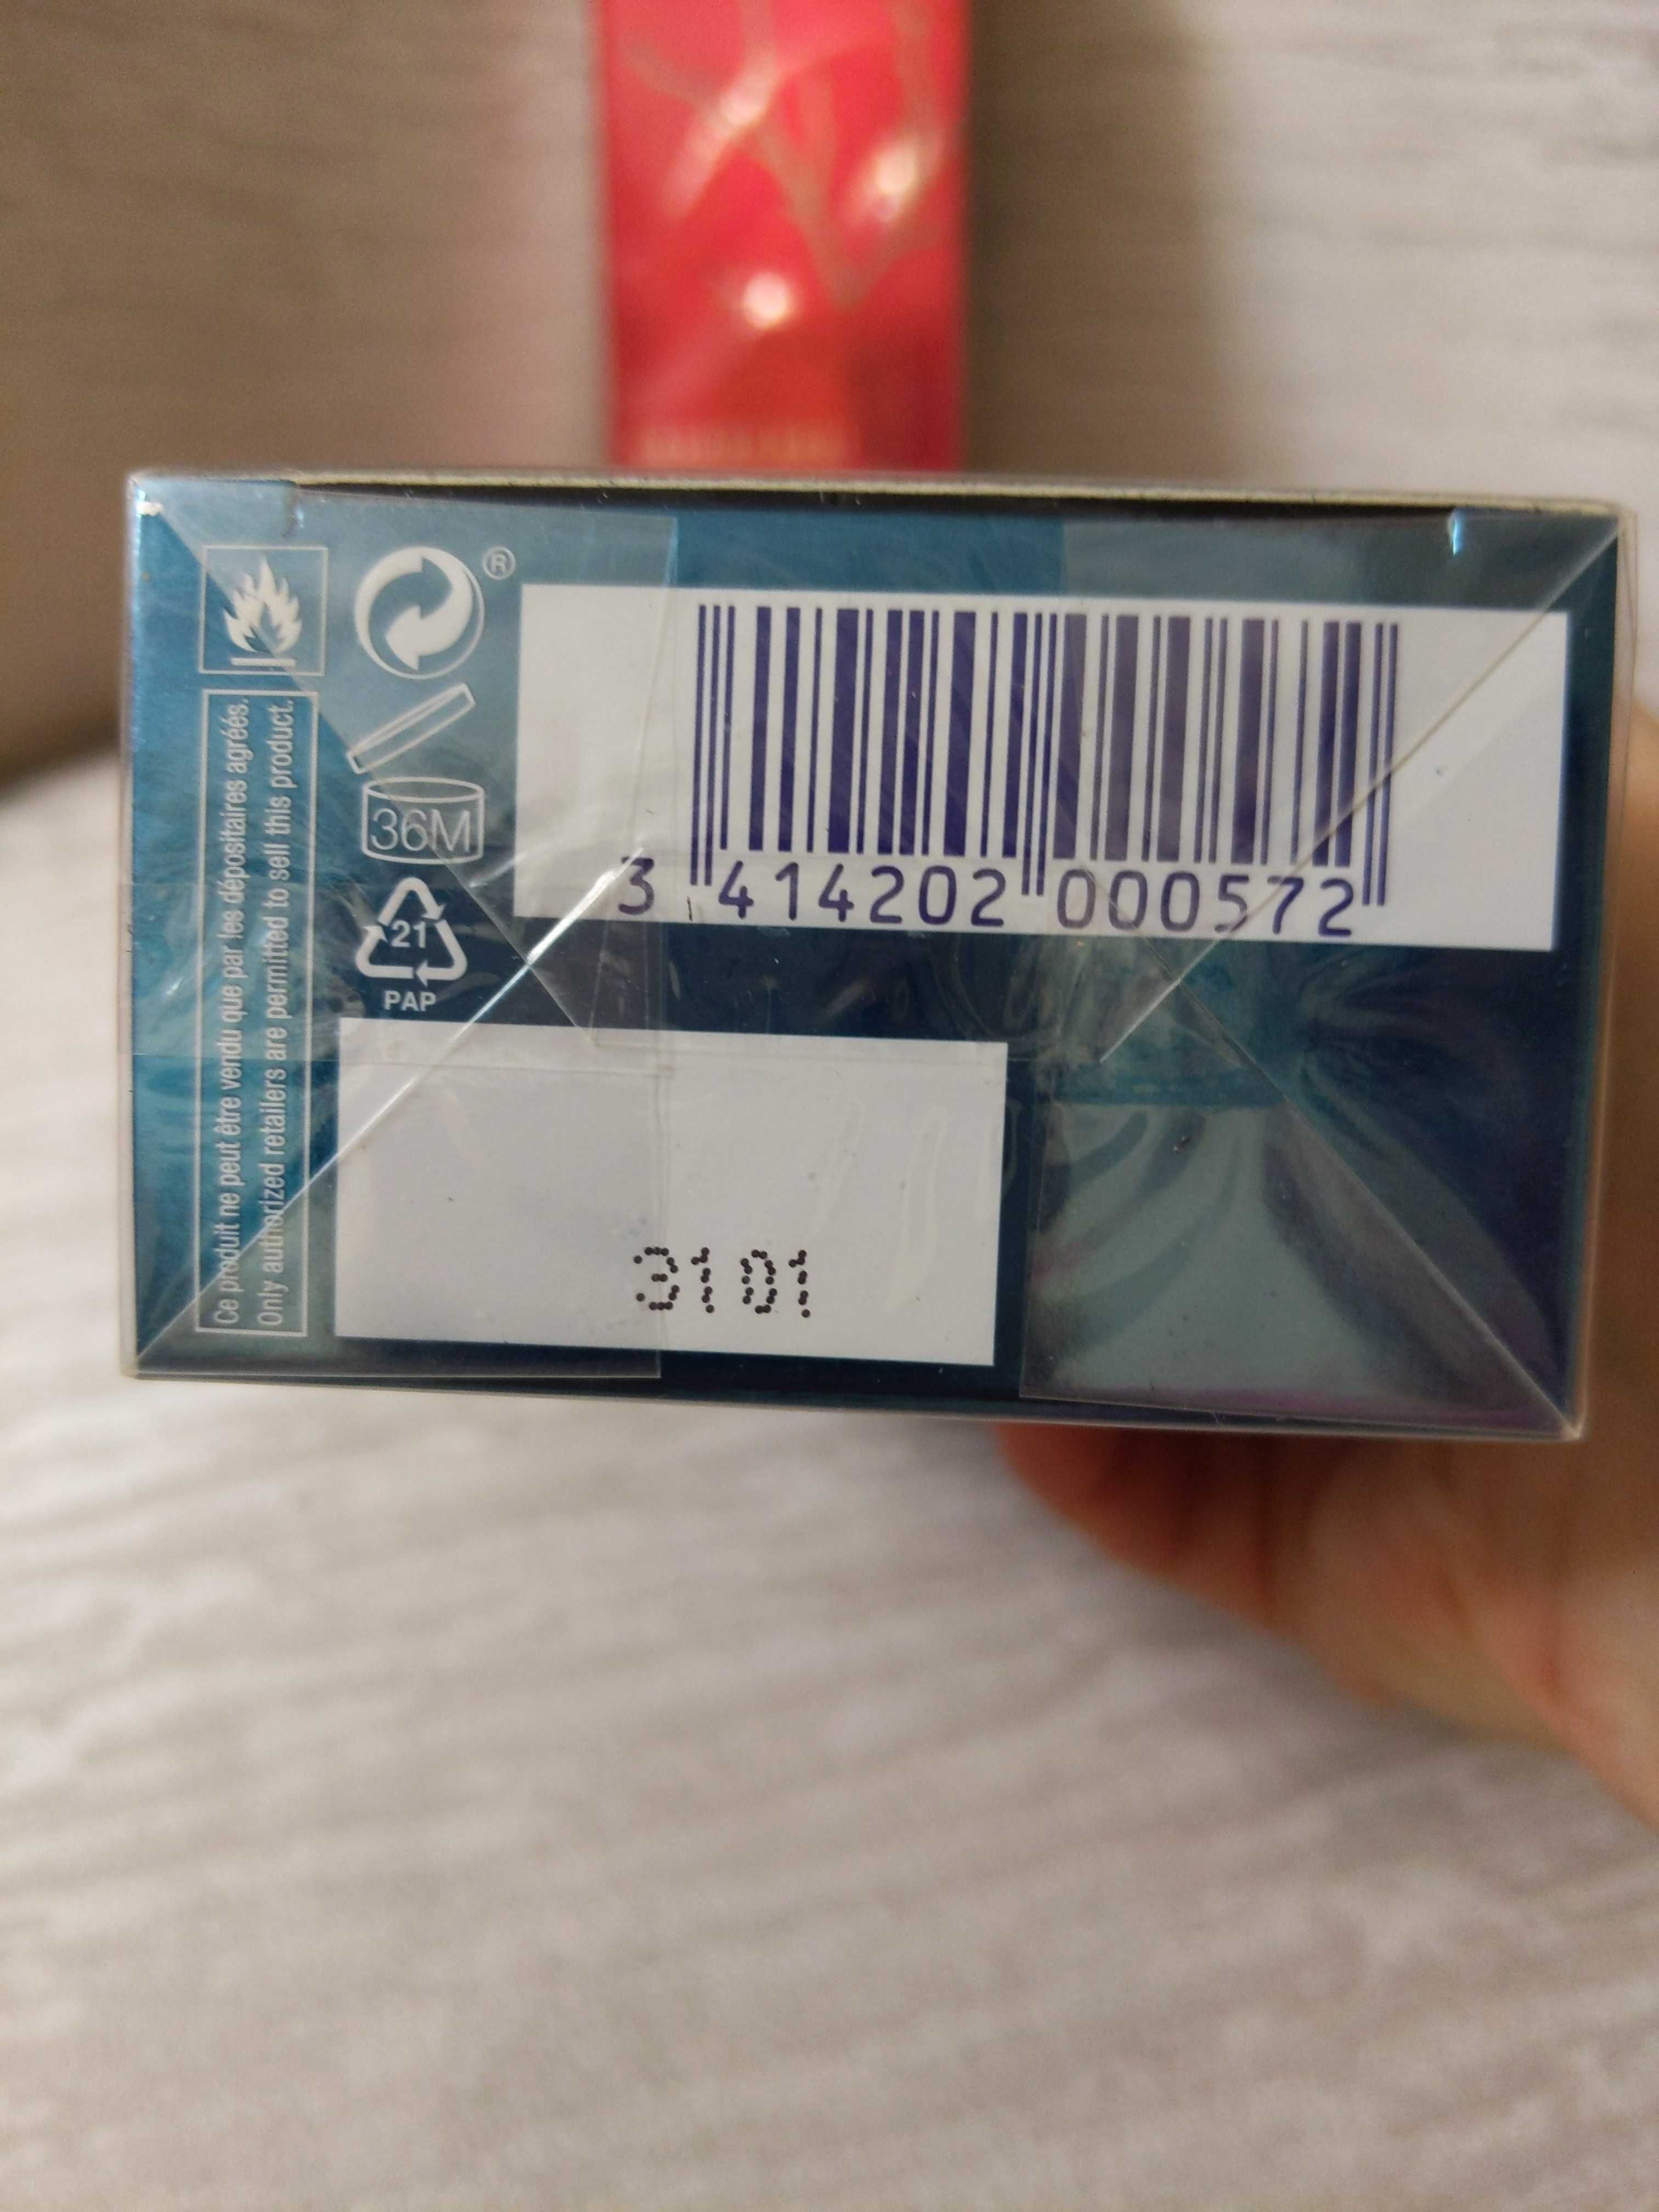 Ce produit ne peut être vendu que par les dépositaires agréés.
Only authorized retailers are permitted to sell this product.
®
36M
21
PAP
3 414202 000572
3101